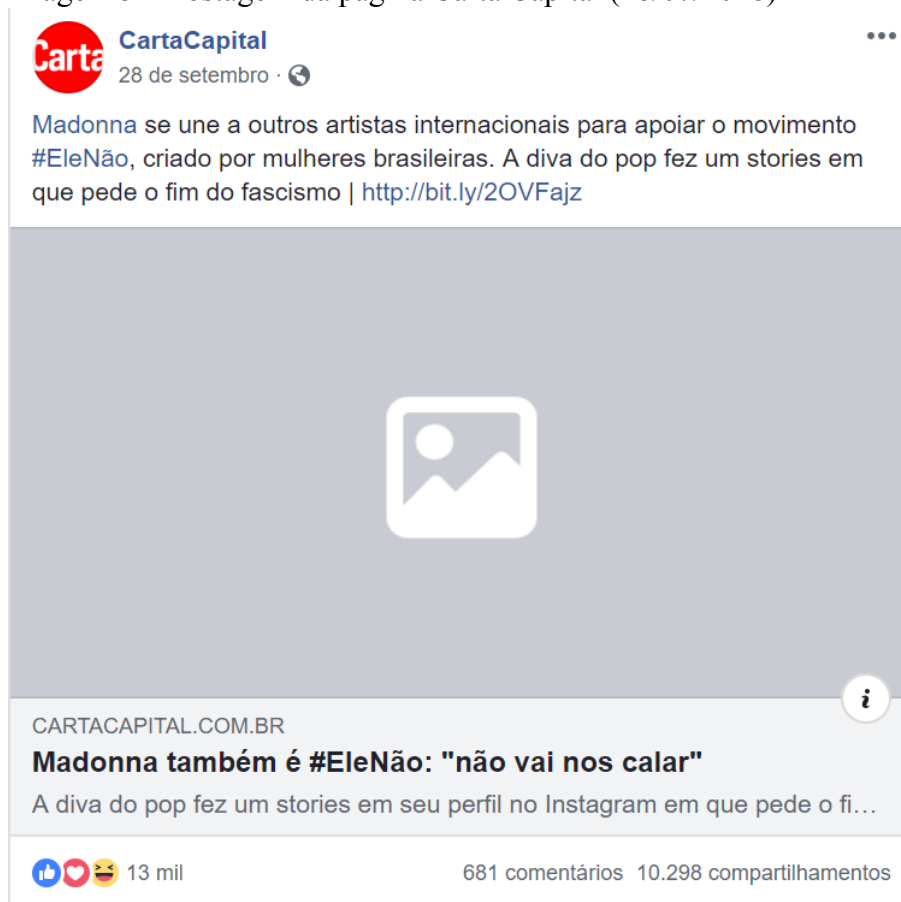 Carta
CartaCapital
28 de setembro ·
Madonna se une a outros artistas internacionais para apoiar o movimento
#EleNão, criado por mulheres brasileiras. A diva do pop fez um stories em
que pede o fim do fascismo | http://bit.ly/2OVFajz
CARTACAPITAL.COM.BR
Madonna também é #EleNão: "não vai nos calar"
A diva do pop fez um stories em seu perfil no Instagram em que pede o fi...
13 mil
681 comentários 10.298 compartilhamentos